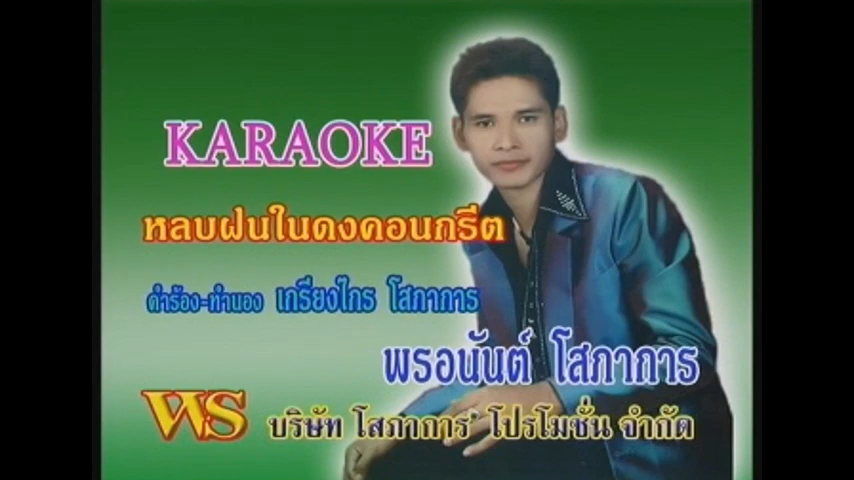 KARAOKE
หลบฝนในดงคอนกรีต
คำร้อง-ทำนอง เกรียงไกร โสภาการ
พรอนันต์ โสภาการ
พร บริษัท โสภาการ โปรโมชั่น จำกัด